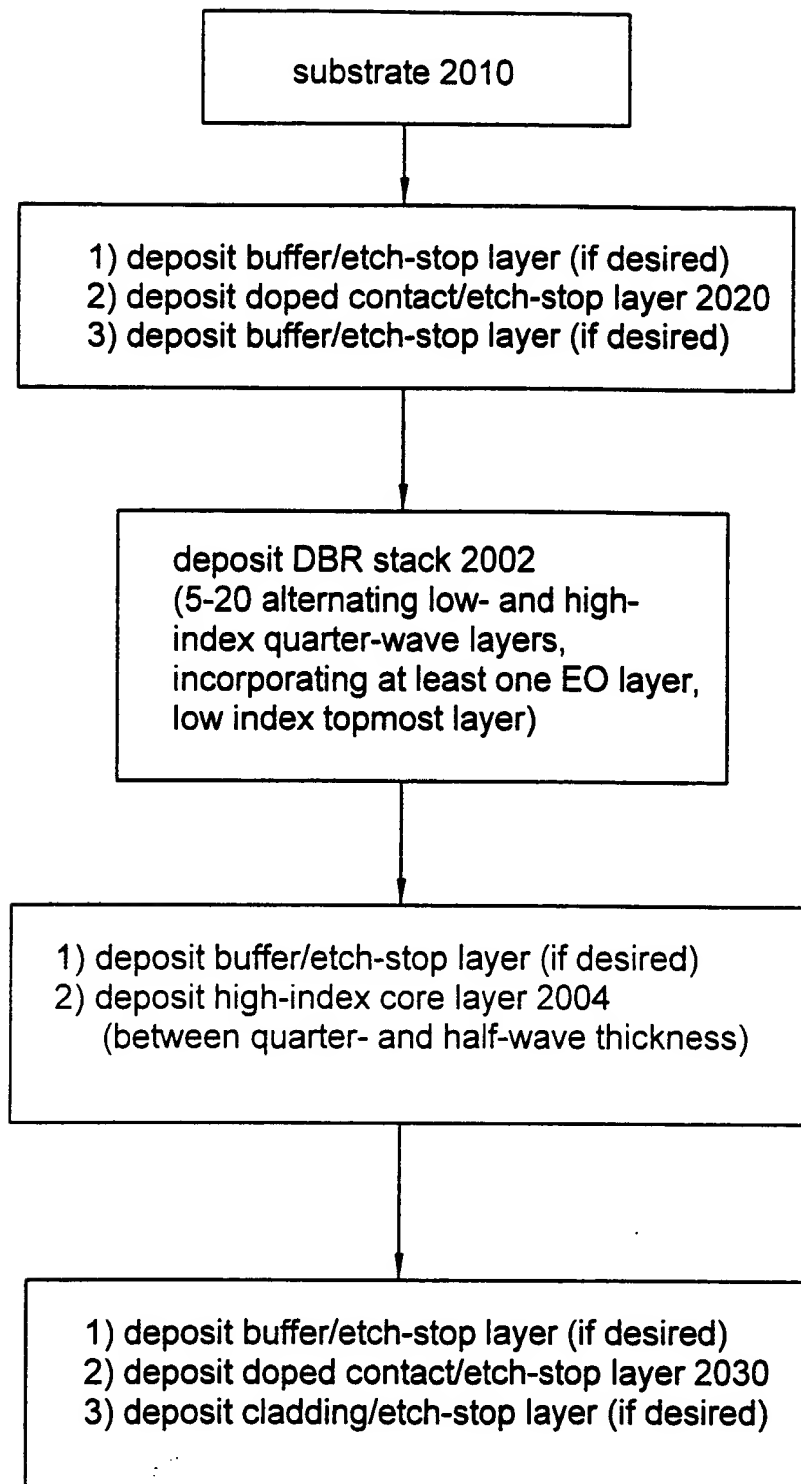 substrate 2010
1) deposit buffer/etch-stop layer (if desired)
2) deposit doped contact/etch-stop layer 2020
3) deposit buffer/etch-stop layer (if desired)
deposit DBR stack 2002
(5-20 alternating low- and high-
index quarter-wave layers,
incorporating at least one EO layer,
low index topmost layer)
1) deposit buffer/etch-stop layer (if desired)
2) deposit high-index core layer 2004
(between quarter- and half-wave thickness)
1) deposit buffer/etch-stop layer (if desired)
2) deposit doped contact/etch-stop layer 2030
3) deposit cladding/etch-stop layer (if desired)